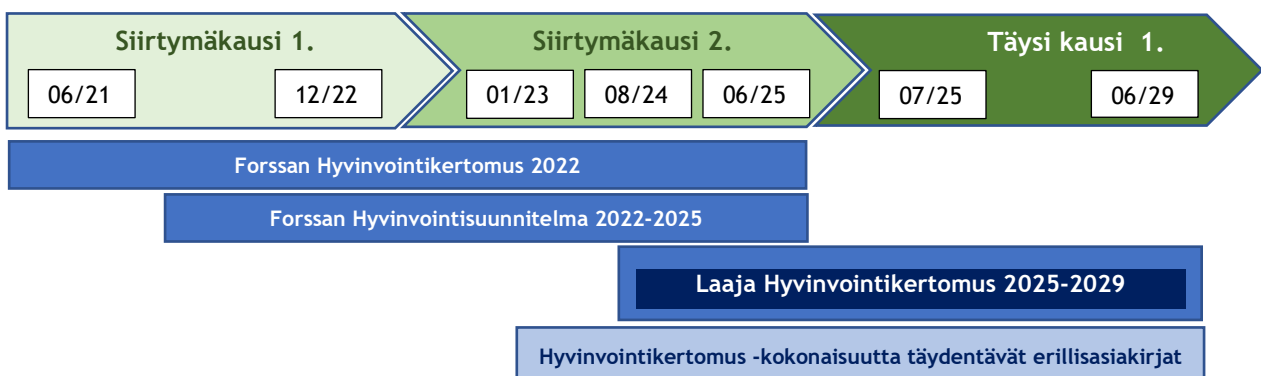 Siirtymäkausi 1.
Siirtymäkausi 2.
Täysi kausi 1.
06/21
12/22
01/23
08/24
06/25
07/25
06/29
Forssan Hyvinvointikertomus 2022
Forssan Hyvinvointisuunnitelma 2022-2025
Laaja Hyvinvointikertomus 2025-2029
Hyvinvointikertomus -kokonaisuutta täydentävät erillisasiakirjat